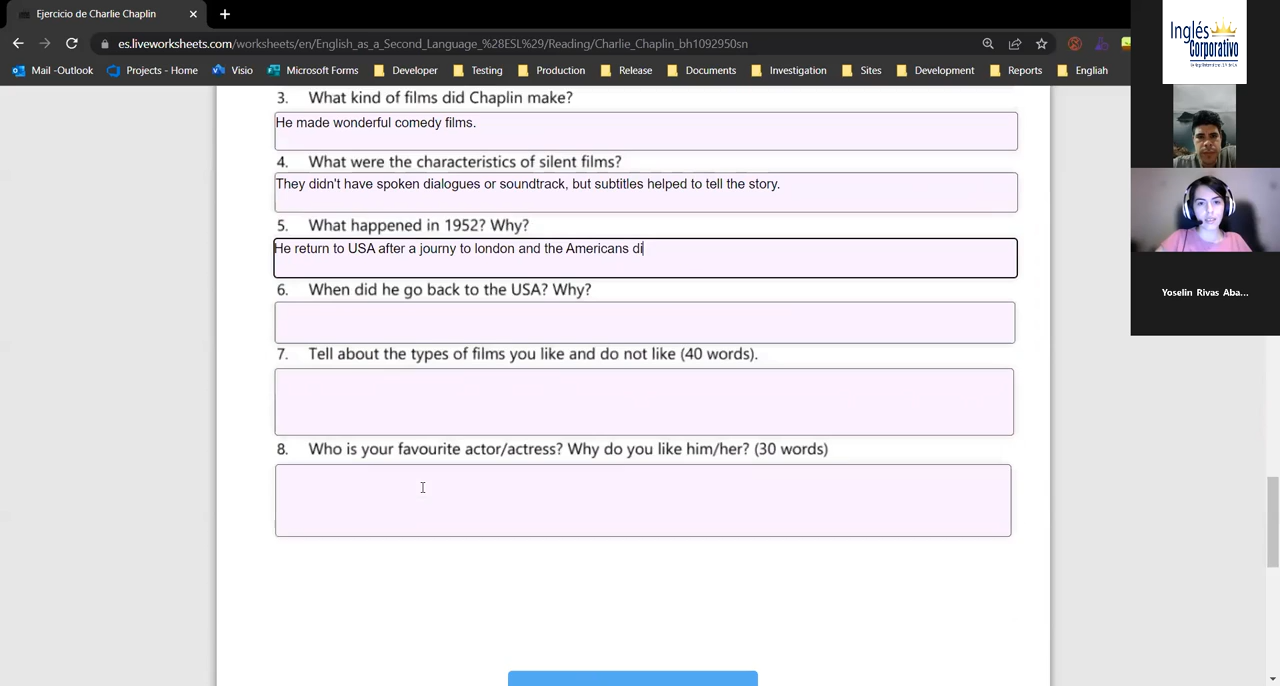 Ejercicio de Charlie Chaplin
es.liveworksheets.com/worksheets/en/English_as_a_Second_Language_%28ESL%29/Reading/Charlie_Chaplin_bh1092950sn
Mail -Outlook Projects - Home Visio Microsoft Forms Developer Testing Production Release Documents Investigation Sites Development Reports Engliah
Inglés
Corporativo
3. What kind of films did Chaplin make?
He made wonderful comedy films.
4. What were the characteristics of silent films?
They didn't have spoken dialogues or soundtrack, but subtitles helped to tell the story.
5. What happened in 1952? Why?
He return to USA after a journy to london and the Americans di
6. When did he go back to the USA? Why?
Yoselin Rivas Aba...
7. Tell about the types of films you like and do not like (40 words).
8. Who is your favourite actor/actress? Why do you like him/her? (30 words)